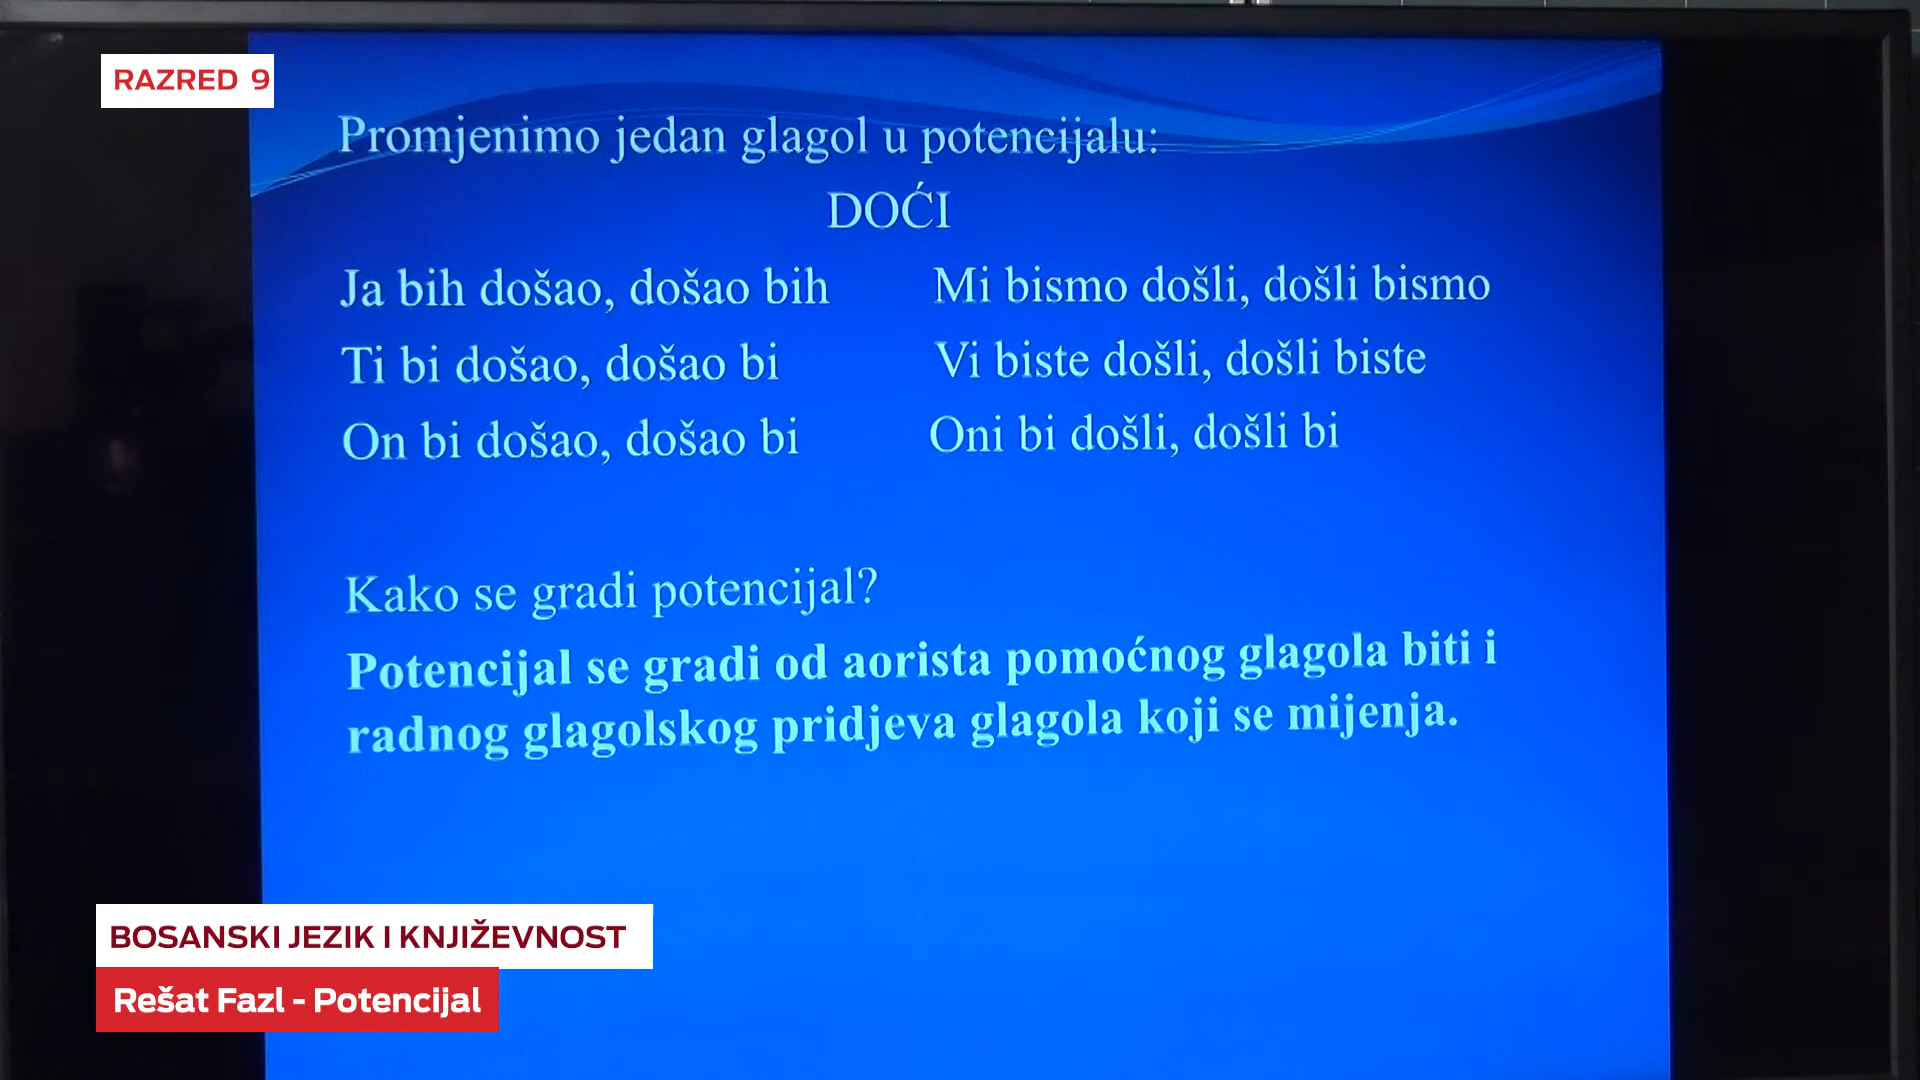 RAZRED 9
Promjenimo jedan glagol u potencijalu:
DOĆI
Ja bih došao, došao bih
Ti bi došao, došao bi
On bi došao, došao bi
Mi bismo došli, došli bismo
Vi biste došli, došli biste
Oni bi došli, došli bi
Kako se gradi potencijal?
Potencijal se gradi od aorista pomoćnog glagola biti i
radnog glagolskog pridjeva glagola koji se mijenja.
BOSANSKI JEZIK I KNJIŽEVNOST
Rešat Fazl - Potencijal